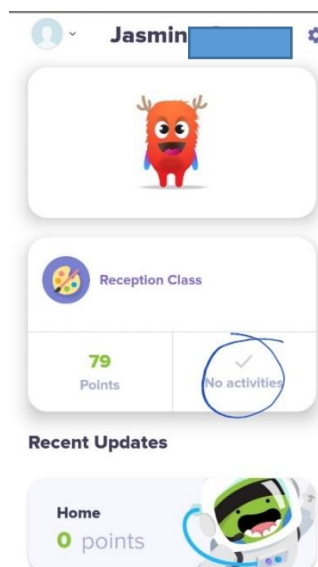 Jasmin
Reception Class
79
Points
No activities
Recent Updates
Home
0 points